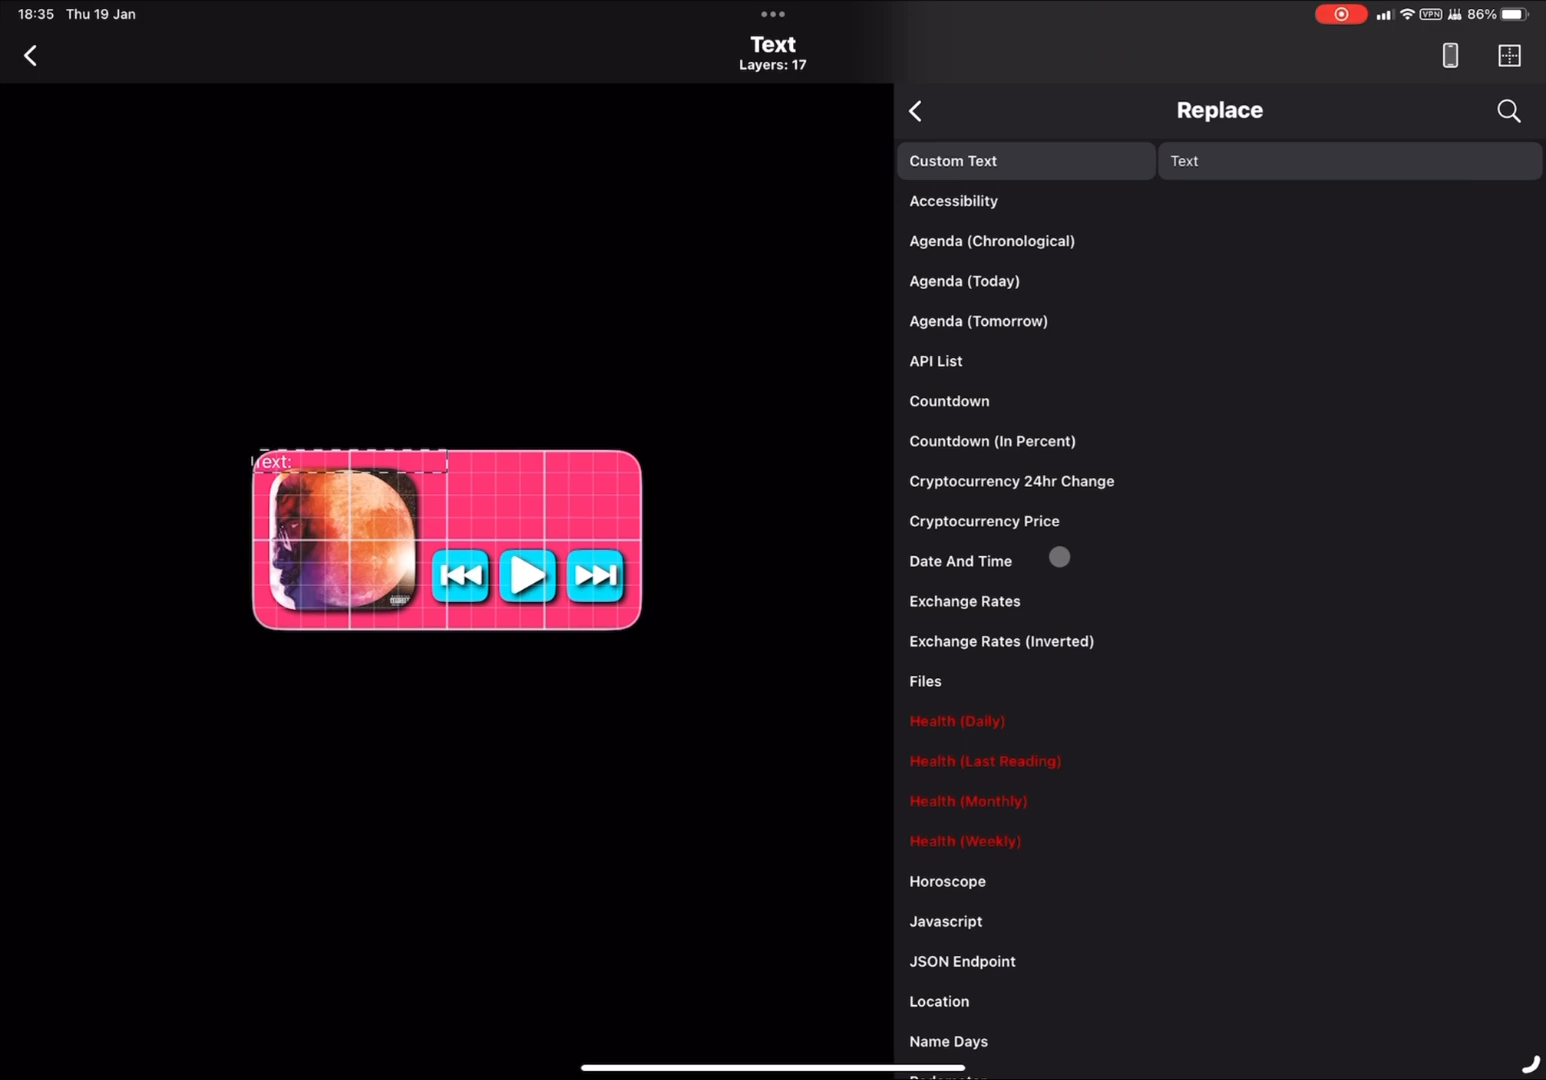 18:35 Thu 19 Jan
VPN 86%
Text
Layers: 17
Replace
Custom Text
Text
Accessibility
Agenda (Chronological)
Agenda (Today)
Agenda (Tomorrow)
API List
Countdown
Countdown (In Percent)
Cryptocurrency 24hr Change
Cryptocurrency Price
Date And Time
Exchange Rates
Exchange Rates (Inverted)
Files
Health (Daily)
Health (Last Reading)
Health (Monthly)
Health (Weekly)
Horoscope
Javascript
JSON Endpoint
Location
Name Days
Text: